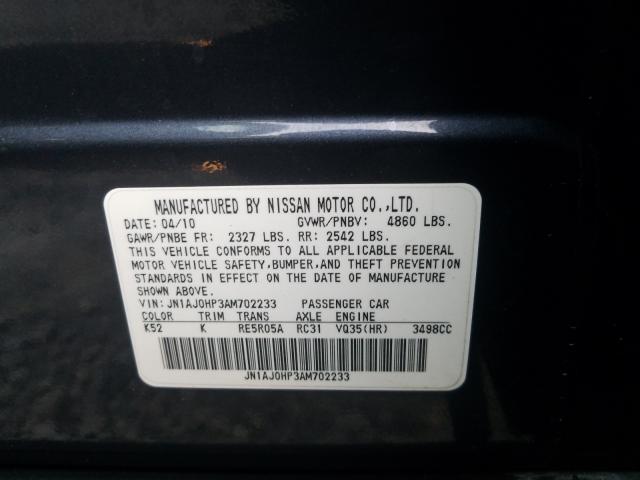 MANUFACTURED BY NISSAN MOTOR CO.,LTD.
DATE: 04/10 GVWR/PNBV: 4860 LBS.
GAWR/PNBE FR: 2327 LBS. RR: 2542 LBS.
THIS VEHICLE CONFORMS TO ALL APPLICABLE FEDERAL
MOTOR VEHICLE SAFETY, BUMPER, AND THEFT PREVENTION
STANDARDS IN EFFECT ON THE DATE OF MANUFACTURE
SHOWN ABOVE.
VIN: JN1AJ0HP3AM702233 PASSENGER CAR
COLOR TRIM TRANS AXLE ENGINE
K52 K RE5R05A RC31 VQ35(HR) 3498CC
JN1AJ0HP3AM702233